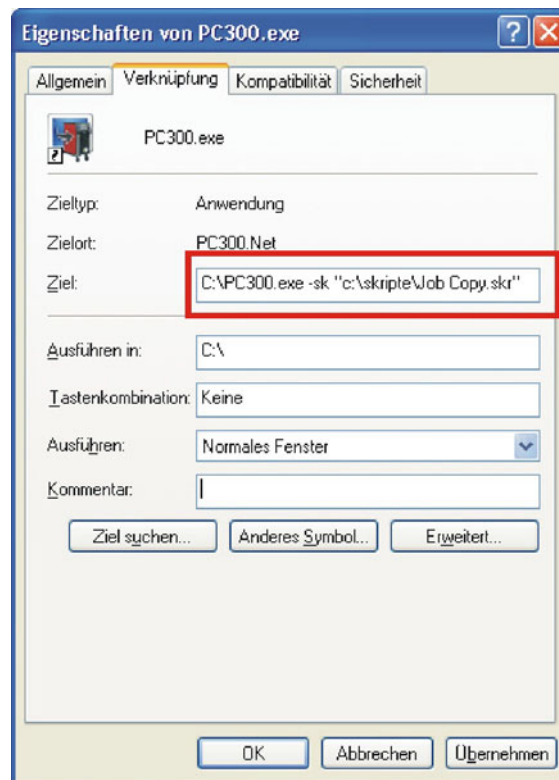 Eigenschaften von PC300.exe
Allgemein Verknüpfung Kompatibilität Sicherheit
PC300.exe
Zieltyp: Anwendung
Zielort: PC300.Net
Ziel: C:\PC300.exe -sk "c:\skripte\Job Copy.skr"
Ausführen in: C:\
Tastenkombination: Keine
Ausführen: Normales Fenster
Kommentar:
Ziel suchen... Anderes Symbol... Erweitert...
OK Abbrechen Übernehmen